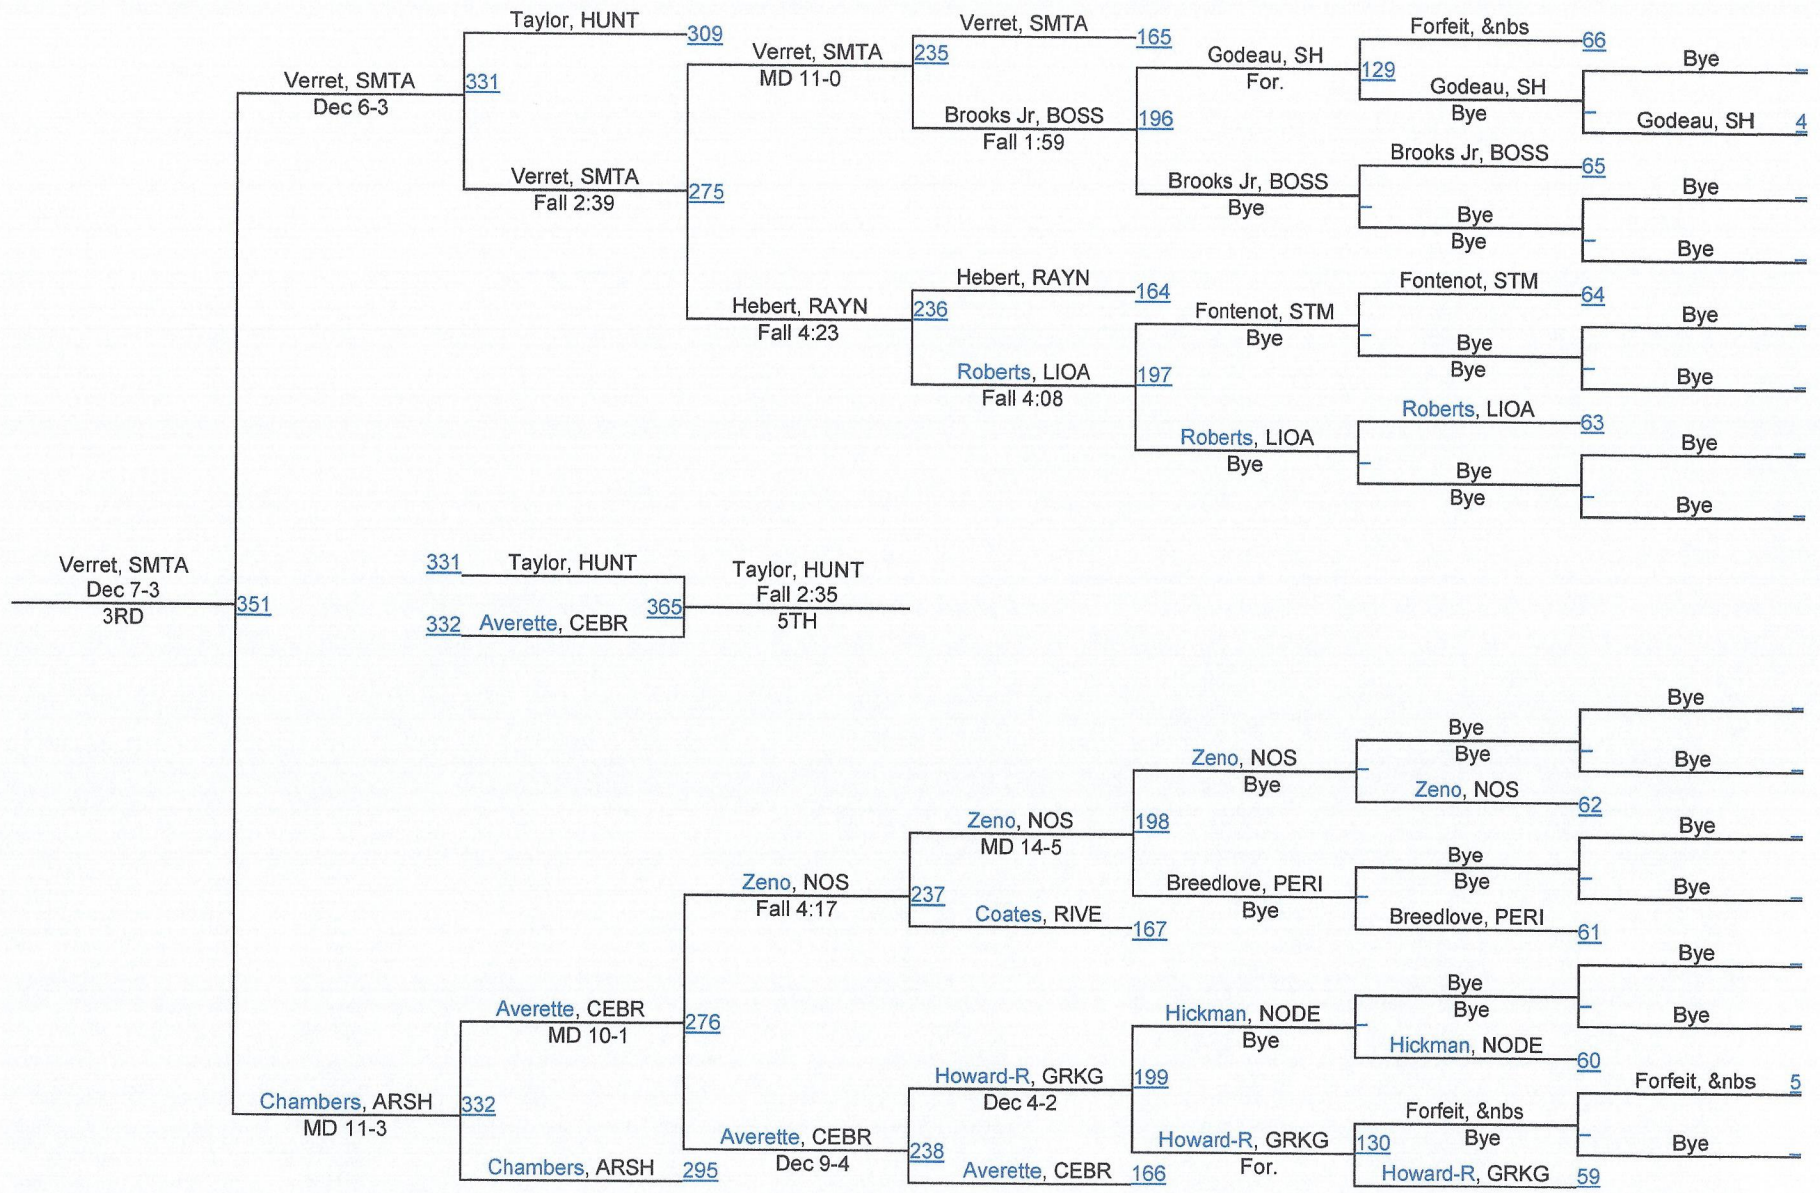 Taylor, HUNT
309
Verret, SMTA
Dec 6-3
331
Verret, SMTA
Fall 2:39
275
Verret, SMTA
MD 11-0
235
Verret, SMTA
165
Brooks Jr, BOSS
Fall 1:59
196
Godeau, SH
For.
129
Forfeit, &nbs
66
Godeau, SH
Bye
Bye
Godeau, SH 4
Brooks Jr, BOSS
Bye
Brooks Jr, BOSS
65
Bye
Bye
Bye
Bye
Hebert, RAYN
Fall 4:23
236
Hebert, RAYN
164
Roberts, LIOA
Fall 4:08
197
Fontenot, STM
Bye
Fontenot, STM
64
Bye
Bye
Bye
Bye
Roberts, LIOA
Bye
Roberts, LIOA
63
Bye
Bye
Bye
Bye
Verret, SMTA
Dec 7-3
3RD
351
331 Taylor, HUNT
332 Averette, CEBR
365
Taylor, HUNT
Fall 2:35
5TH
Chambers, ARSH
MD 11-3
332
Averette, CEBR
MD 10-1
276
Chambers, ARSH
295
Zeno, NOS
Fall 4:17
237
Zeno, NOS
MD 14-5
198
Coates, RIVE
167
Zeno, NOS
Bye
Bye
Bye
Zeno, NOS
62
Bye
Bye
Breedlove, PERI
Bye
Bye
Bye
Breedlove, PERI
61
Bye
Bye
Averette, CEBR
Dec 9-4
238
Howard-R, GRKG
Dec 4-2
199
Averette, CEBR
166
Hickman, NODE
Bye
Bye
Bye
Hickman, NODE
60
Bye
Bye
Howard-R, GRKG
For.
130
Forfeit, &nbs
Bye
Howard-R, GRKG
59
Forfeit, &nbs 5
Bye